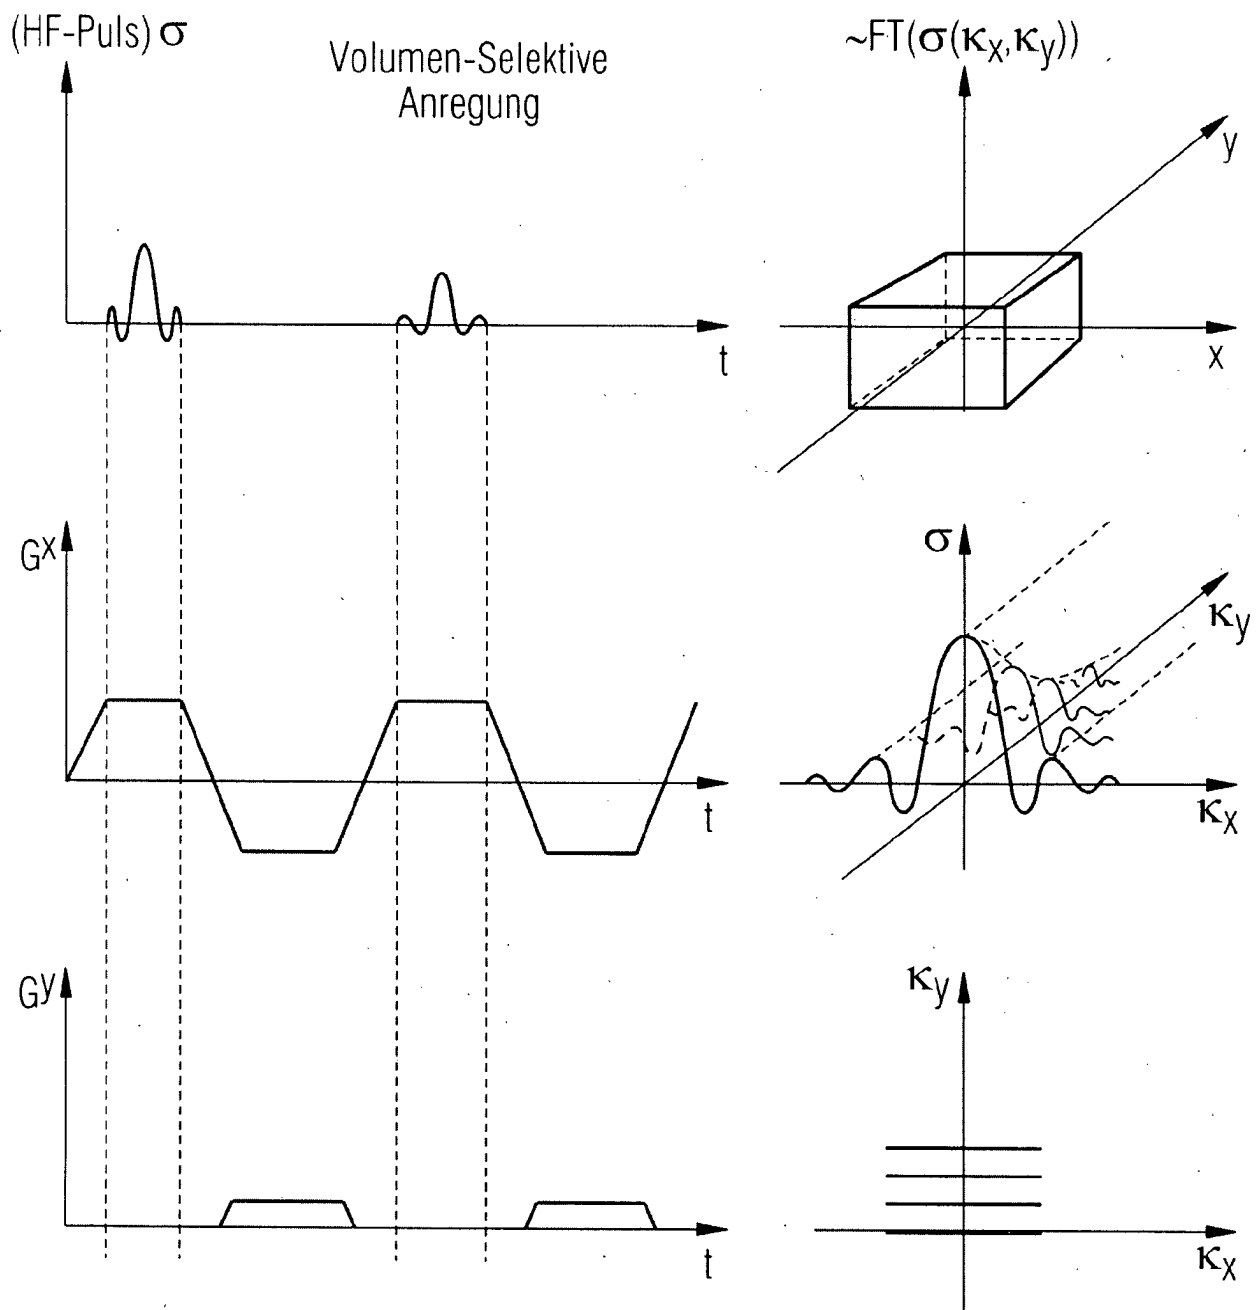 (HF-Puls) σ
Volumen-Selektive
Anregung
~FT(σ(κx,κy))
y
x
t
Gx
t
σ
κy
κx
Gy
t
κy
κx